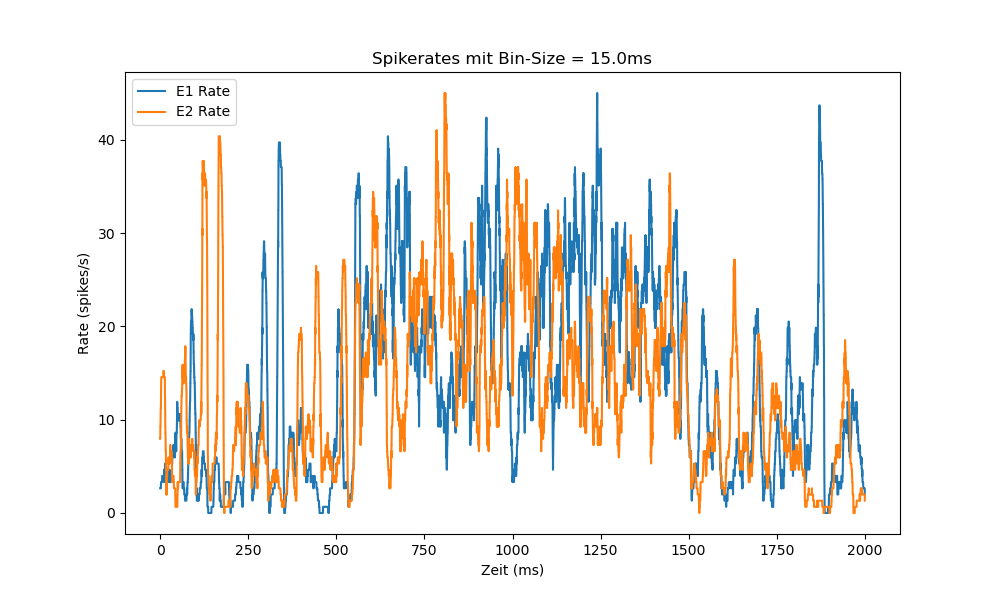 Spikerates mit Bin-Size = 15.0ms
E1 Rate
E2 Rate
Rate (spikes/s)
40
30
20
10
0
0 250 500 750 1000 1250 1500 1750 2000
Zeit (ms)